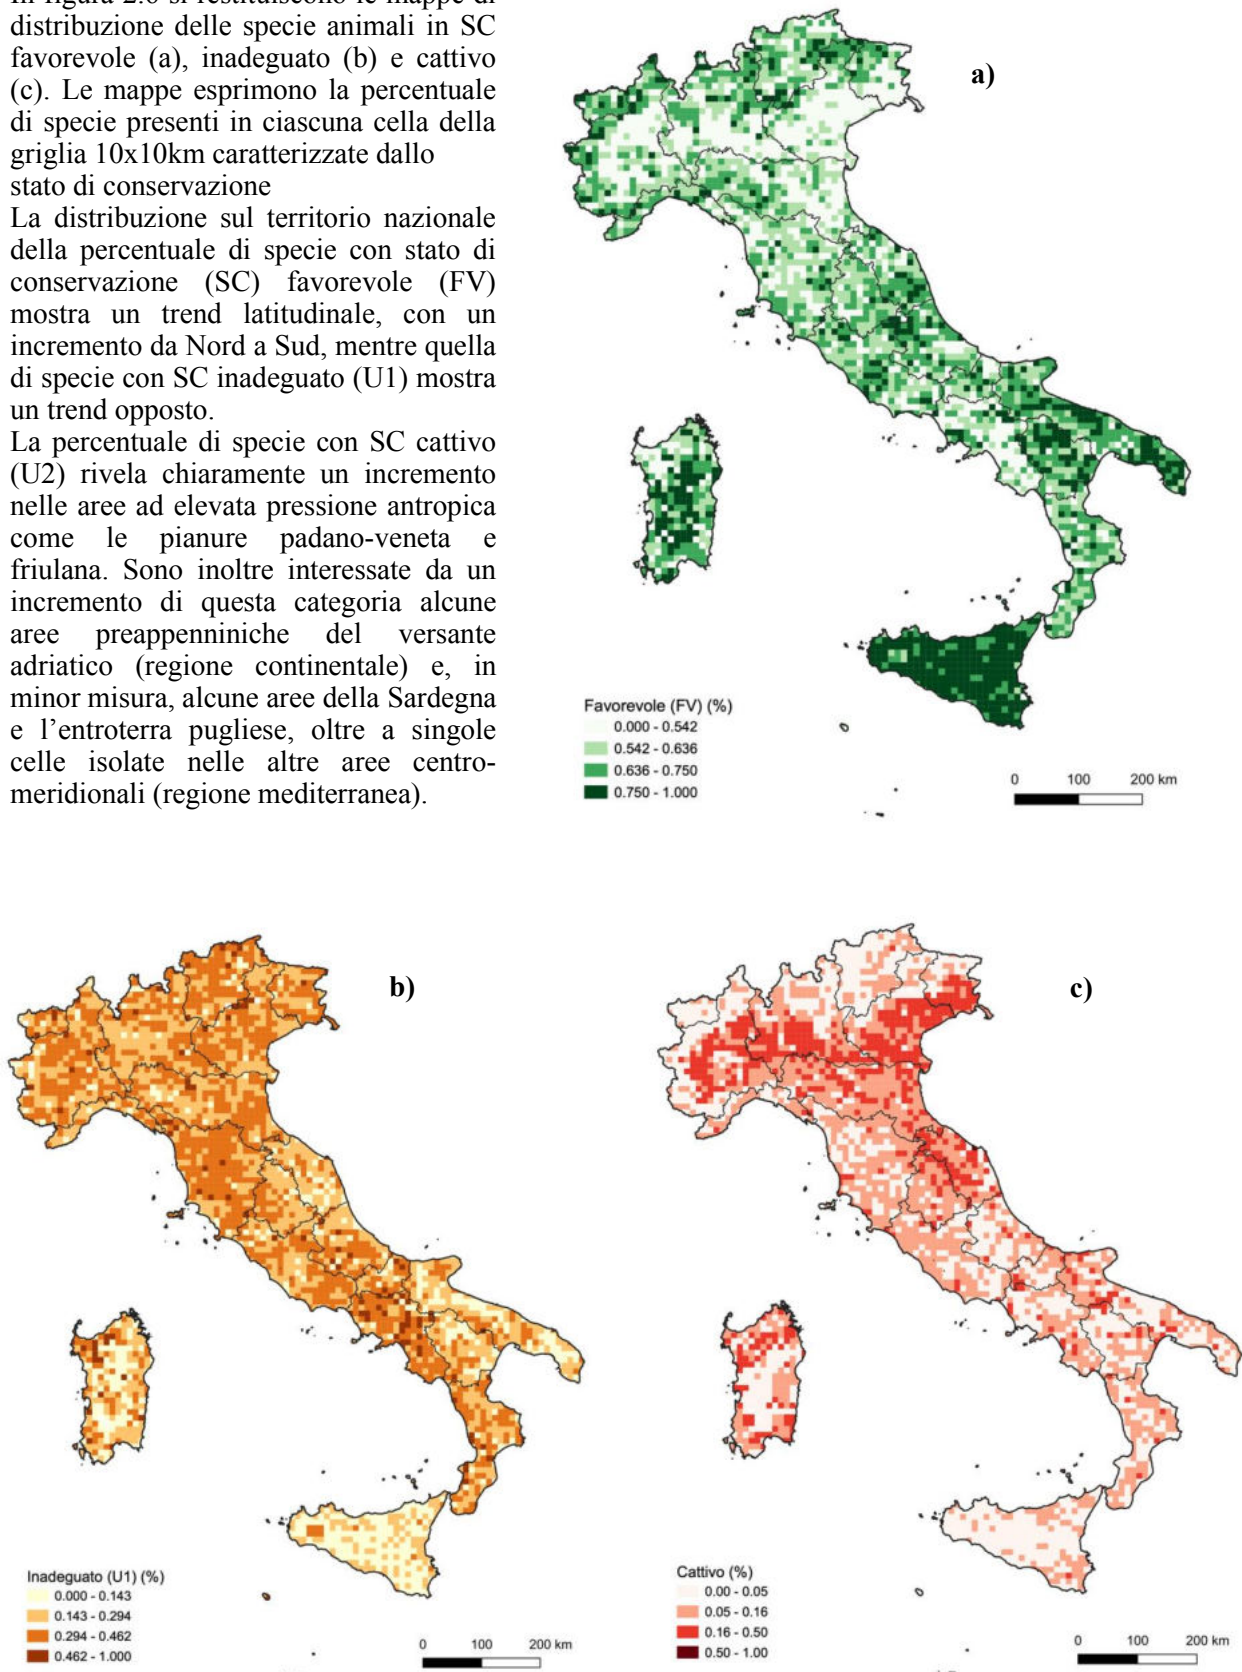 In figura 2.6 si restituiscono le mappe di
distribuzione delle specie animali in SC
favorevole (a), inadeguato (b) e cattivo
(c). Le mappe esprimono la percentuale
di specie presenti in ciascuna cella della
griglia 10x10km caratterizzate dallo
stato di conservazione
La distribuzione sul territorio nazionale
della percentuale di specie con stato di
conservazione (SC) favorevole (FV)
mostra un trend latitudinale, con un
incremento da Nord a Sud, mentre quella
di specie con SC inadeguato (U1) mostra
un trend opposto.
La percentuale di specie con SC cattivo
(U2) rivela chiaramente un incremento
nelle aree ad elevata pressione antropica
come le pianure padano-veneta e
friulana. Sono inoltre interessate da un
incremento di questa categoria alcune
aree preappenniniche del versante
adriatico (regione continentale) e, in
minor misura, alcune aree della Sardegna
e l’entroterra pugliese, oltre a singole
celle isolate nelle altre aree centro-
meridionali (regione mediterranea).
a)
Favorevole (FV) (%)
0.000 - 0.542
0.542 - 0.636
0.636 - 0.750
0.750 - 1.000
0 100 200 km
b)
Inadeguato (U1) (%)
0.000 - 0.143
0.143 - 0.294
0.294 - 0.462
0.462 - 1.000
0 100 200 km
c)
Cattivo (%)
0.00 - 0.05
0.05 - 0.16
0.16 - 0.50
0.50 - 1.00
0 100 200 km